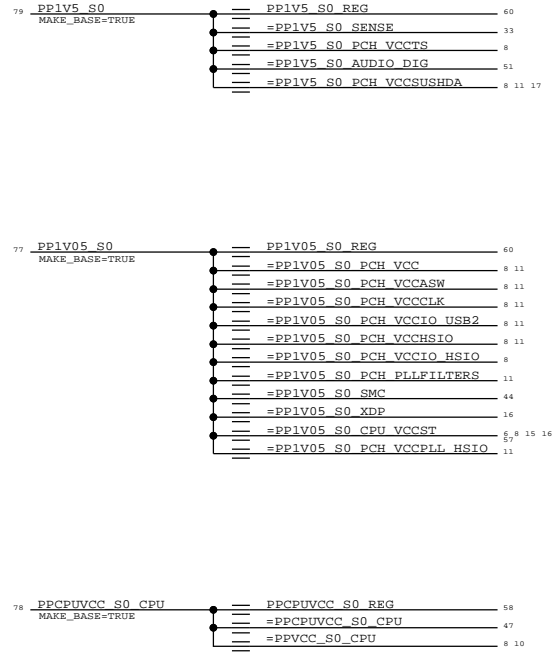 79 PP1V5_S0 PP1V5_S0_REG 60
MAKE_BASE=TRUE
=PP1V5_S0_SENSE 33
=PP1V5_S0_PCH_VCCTS 8
=PP1V5_S0_AUDIO_DIG 51
=PP1V5_S0_PCH_VCCSUSHDA 8 11 17
77 PP1V05_S0 PP1V05_S0_REG 60
MAKE_BASE=TRUE
=PP1V05_S0_PCH_VCC 8 11
=PP1V05_S0_PCH_VCCASW 8 11
=PP1V05_S0_PCH_VCCCLK 8 11
=PP1V05_S0_PCH_VCCIO_USB2 8 11
=PP1V05_S0_PCH_VCCHSIO 8 11
=PP1V05_S0_PCH_VCCIO_HSIO 8
=PP1V05_S0_PCH_PLLFILTERS 11
=PP1V05_S0_SMC 44
=PP1V05_S0_XDP 16
=PP1V05_S0_CPU_VCCST 6 8 15 16
57
=PP1V05_S0_PCH_VCCPLL_HSIO 11
78 PPCPUVCC_S0_CPU PPCPUVCC_S0_REG 58
MAKE_BASE=TRUE
=PPCPUVCC_S0_CPU 47
=PPVCC_S0_CPU 8 10